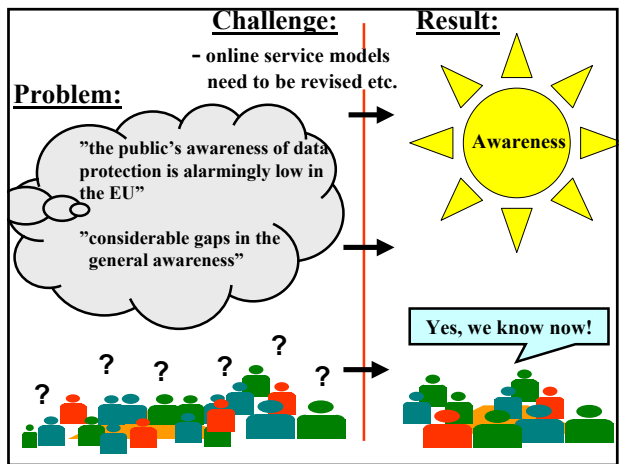 Challenge:
- online service models
need to be revised etc.
Result:
Problem:
”the public’s awareness of data
protection is alarmingly low in
the EU”
”considerable gaps in the
general awareness”
Awareness
Yes, we know now!
?
?
?
?
?
?